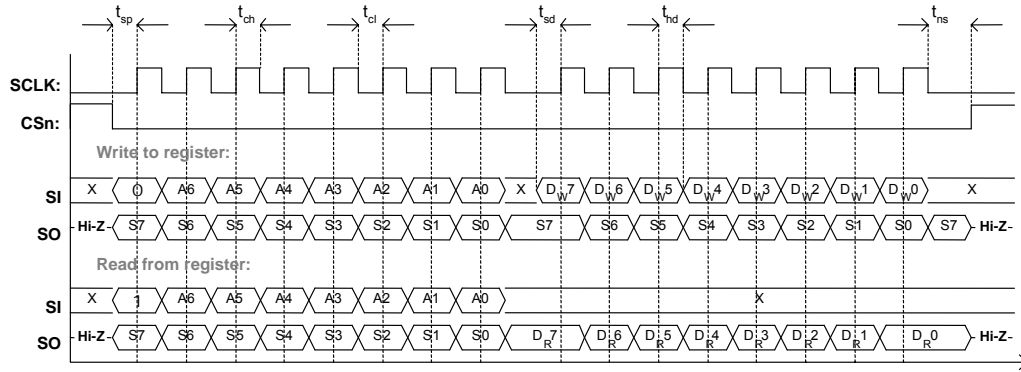 tsp tch tcl tsd thd tns
SCLK:
CSn:
Write to register:
SI X 0 A6 A5 A4 A3 A2 A1 A0 X DW7 DW6 DW5 DW4 DW3 DW2 DW1 DW0 X
SO Hi-Z S7 S6 S5 S4 S3 S2 S1 S0 S7 S6 S5 S4 S3 S2 S1 S0 S7 Hi-Z
Read from register:
SI X 1 A6 A5 A4 A3 A2 A1 A0 X
SO Hi-Z S7 S6 S5 S4 S3 S2 S1 S0 DR7 DR6 DR5 DR4 DR3 DR2 DR1 DR0 Hi-Z